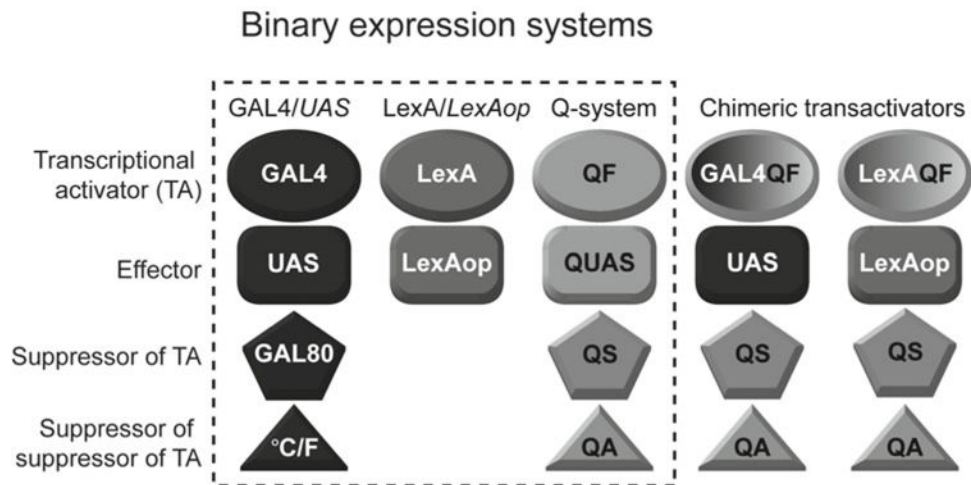 Binary expression systems
GAL4/UAS LexA/LexAop Q-system Chimeric transactivators
Transcriptional
activator (TA)
GAL4 LexA QF GAL4QF LexAQF
Effector UAS LexAop QUAS UAS LexAop
Suppressor of TA GAL80 QS QS QS
Suppressor of
suppressor of TA
°C/F QA QA QA